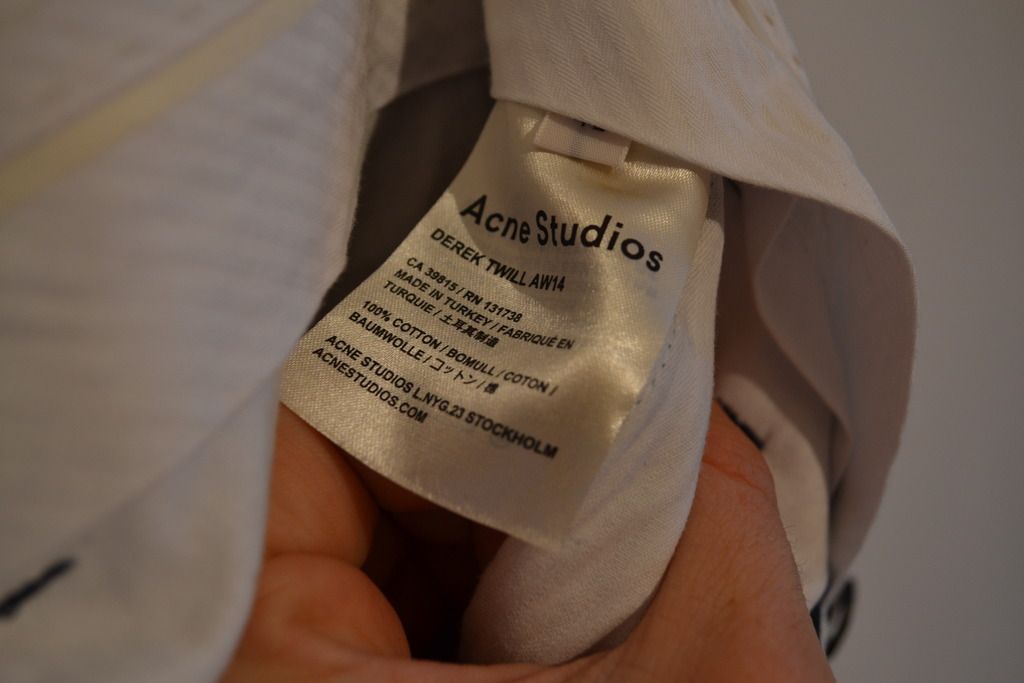 Acne Studios
DEREK TWILL AW14
CA 39815 / RN 131738
MADE IN TURKEY / FABRIQUÉ EN
TURQUIE / 土耳其制造
100% COTTON / BOMULL / COTON /
BAUMWOLLE / コットン / 棉
ACNE STUDIOS L.NYG.23 STOCKHOLM
ACNESTUDIOS.COM